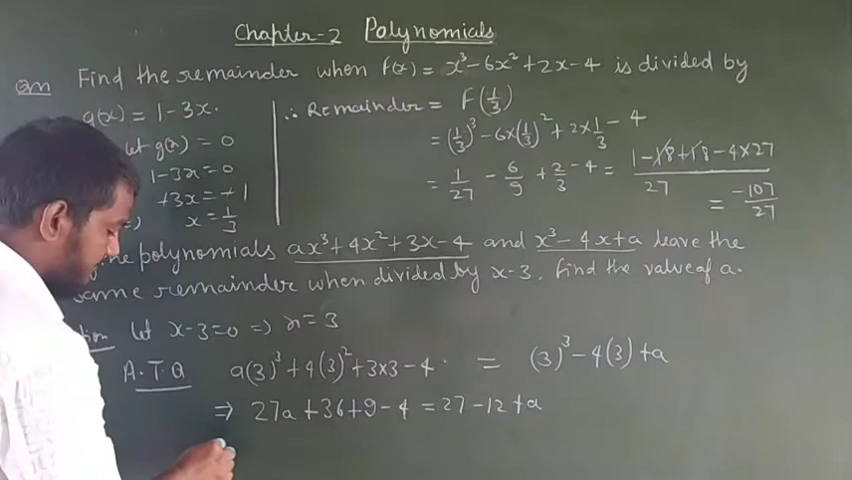 Chapter-2 Polynomials
Qm Find the remainder when f(x) = x³-6x²+2x-4 is divided by
g(x) = 1-3x.
let g(x) = 0
1-3x=0
+3x=+1
=) x=1/3
∴ Remainder = F(1/3)
= (1/3)³ - 6×(1/3)² + 2×1/3 - 4
= 1/27 - 6/9 + 2/3 - 4 = (1-18+18-4×27)/27
= -107/27
polynomials ax³+4x²+3x-4 and x³-4x+a leave the
same remainder when divided by x-3. find the value of a.
let x-3=0 => x=3
A.T.Q a(3)³+4(3)²+3×3-4 = (3)³-4(3)+a
⇒ 27a+36+9-4=27-12+a